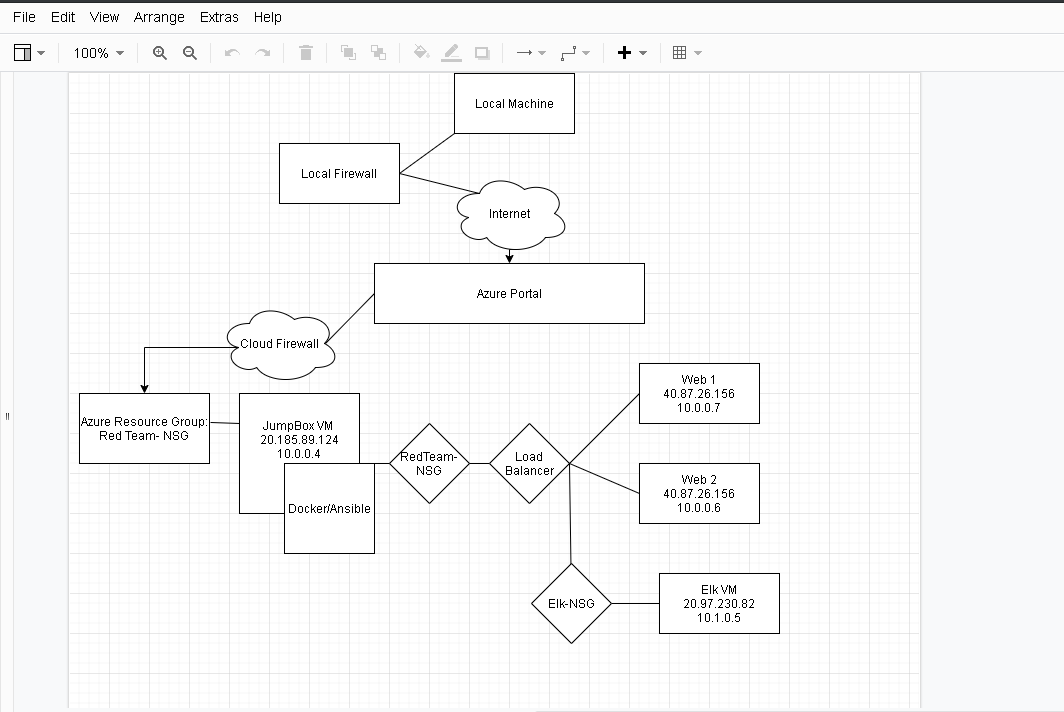 File Edit View Arrange Extras Help
100%
Local Machine
Local Firewall
Internet
Azure Portal
Cloud Firewall
Azure Resource Group:
Red Team- NSG
JumpBox VM
20.185.89.124
10.0.0.4
Docker/Ansible
RedTeam-
NSG
Load
Balancer
Web 1
40.87.26.156
10.0.0.7
Web 2
40.87.26.156
10.0.0.6
Elk-NSG
Elk VM
20.97.230.82
10.1.0.5